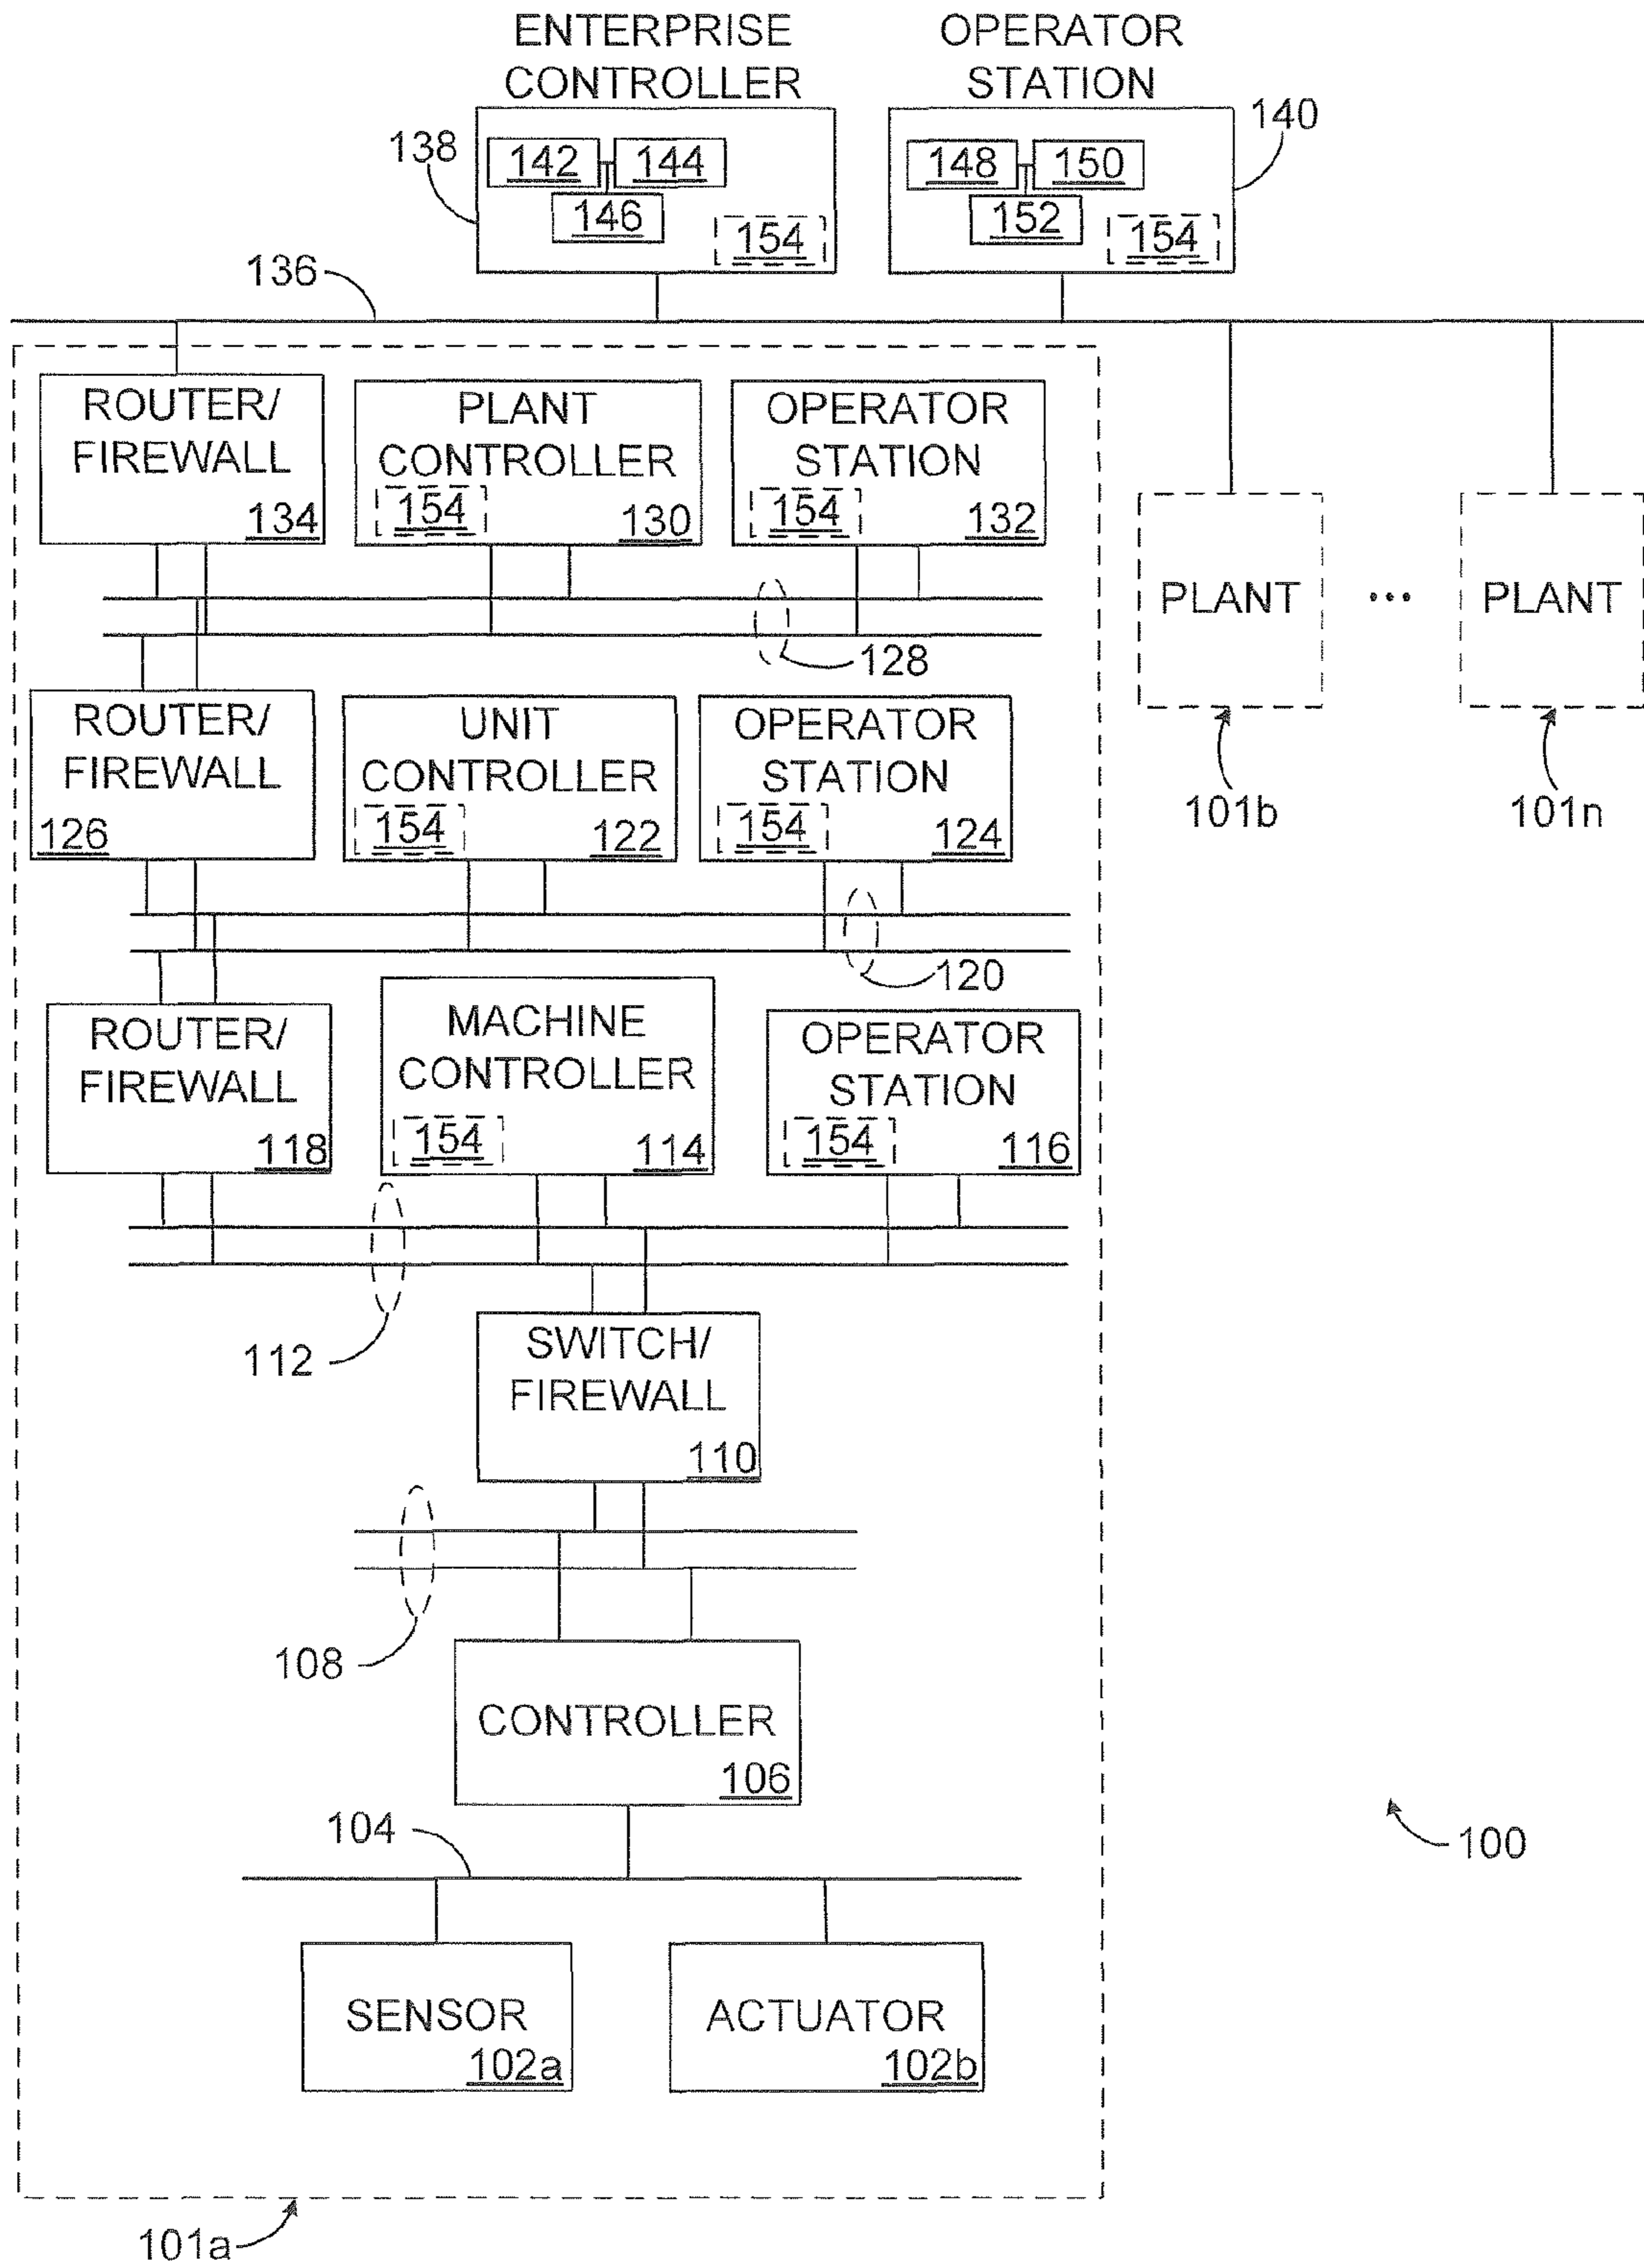 ENTERPRISE
CONTROLLER
OPERATOR
STATION
138
142
144
146
154
148
150
152
154
140
136
ROUTER/
FIREWALL
134
PLANT
CONTROLLER
154
130
OPERATOR
STATION
154
132
128
PLANT
...
PLANT
101b
101n
ROUTER/
FIREWALL
126
UNIT
CONTROLLER
154
122
OPERATOR
STATION
154
124
120
ROUTER/
FIREWALL
118
MACHINE
CONTROLLER
154
114
OPERATOR
STATION
154
116
112
SWITCH/
FIREWALL
110
108
CONTROLLER
106
104
100
SENSOR
102a
ACTUATOR
102b
101a